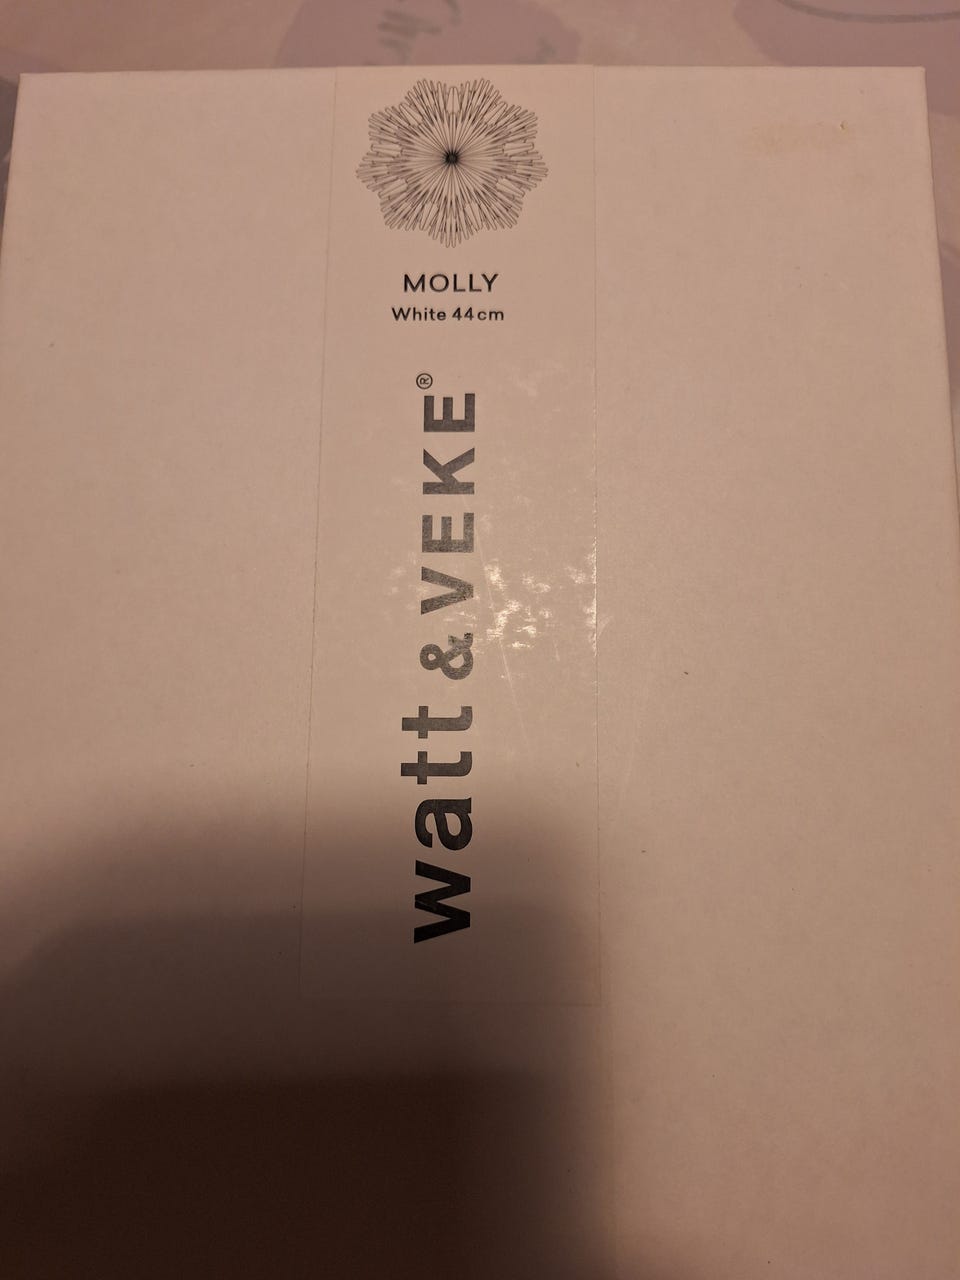 MOLLY
White 44cm
watt & VEKE®